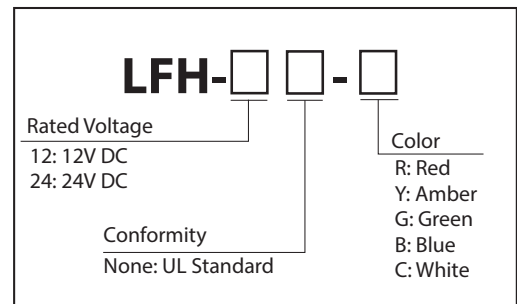 LFH-□ □ - □
Rated Voltage
12: 12V DC
24: 24V DC
Conformity
None: UL Standard
Color
R: Red
Y: Amber
G: Green
B: Blue
C: White